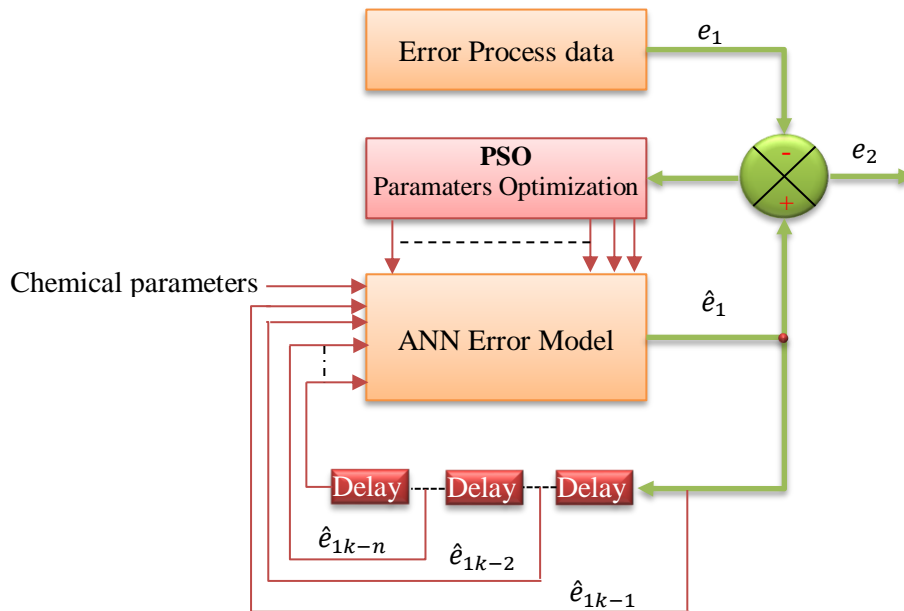 Error Process data
e₁
-
e₂
+
PSO
Paramaters Optimization
Chemical parameters
ANN Error Model
ê₁
Delay Delay Delay
ê₁ₖ₋ₙ
ê₁ₖ₋₂
ê₁ₖ₋₁